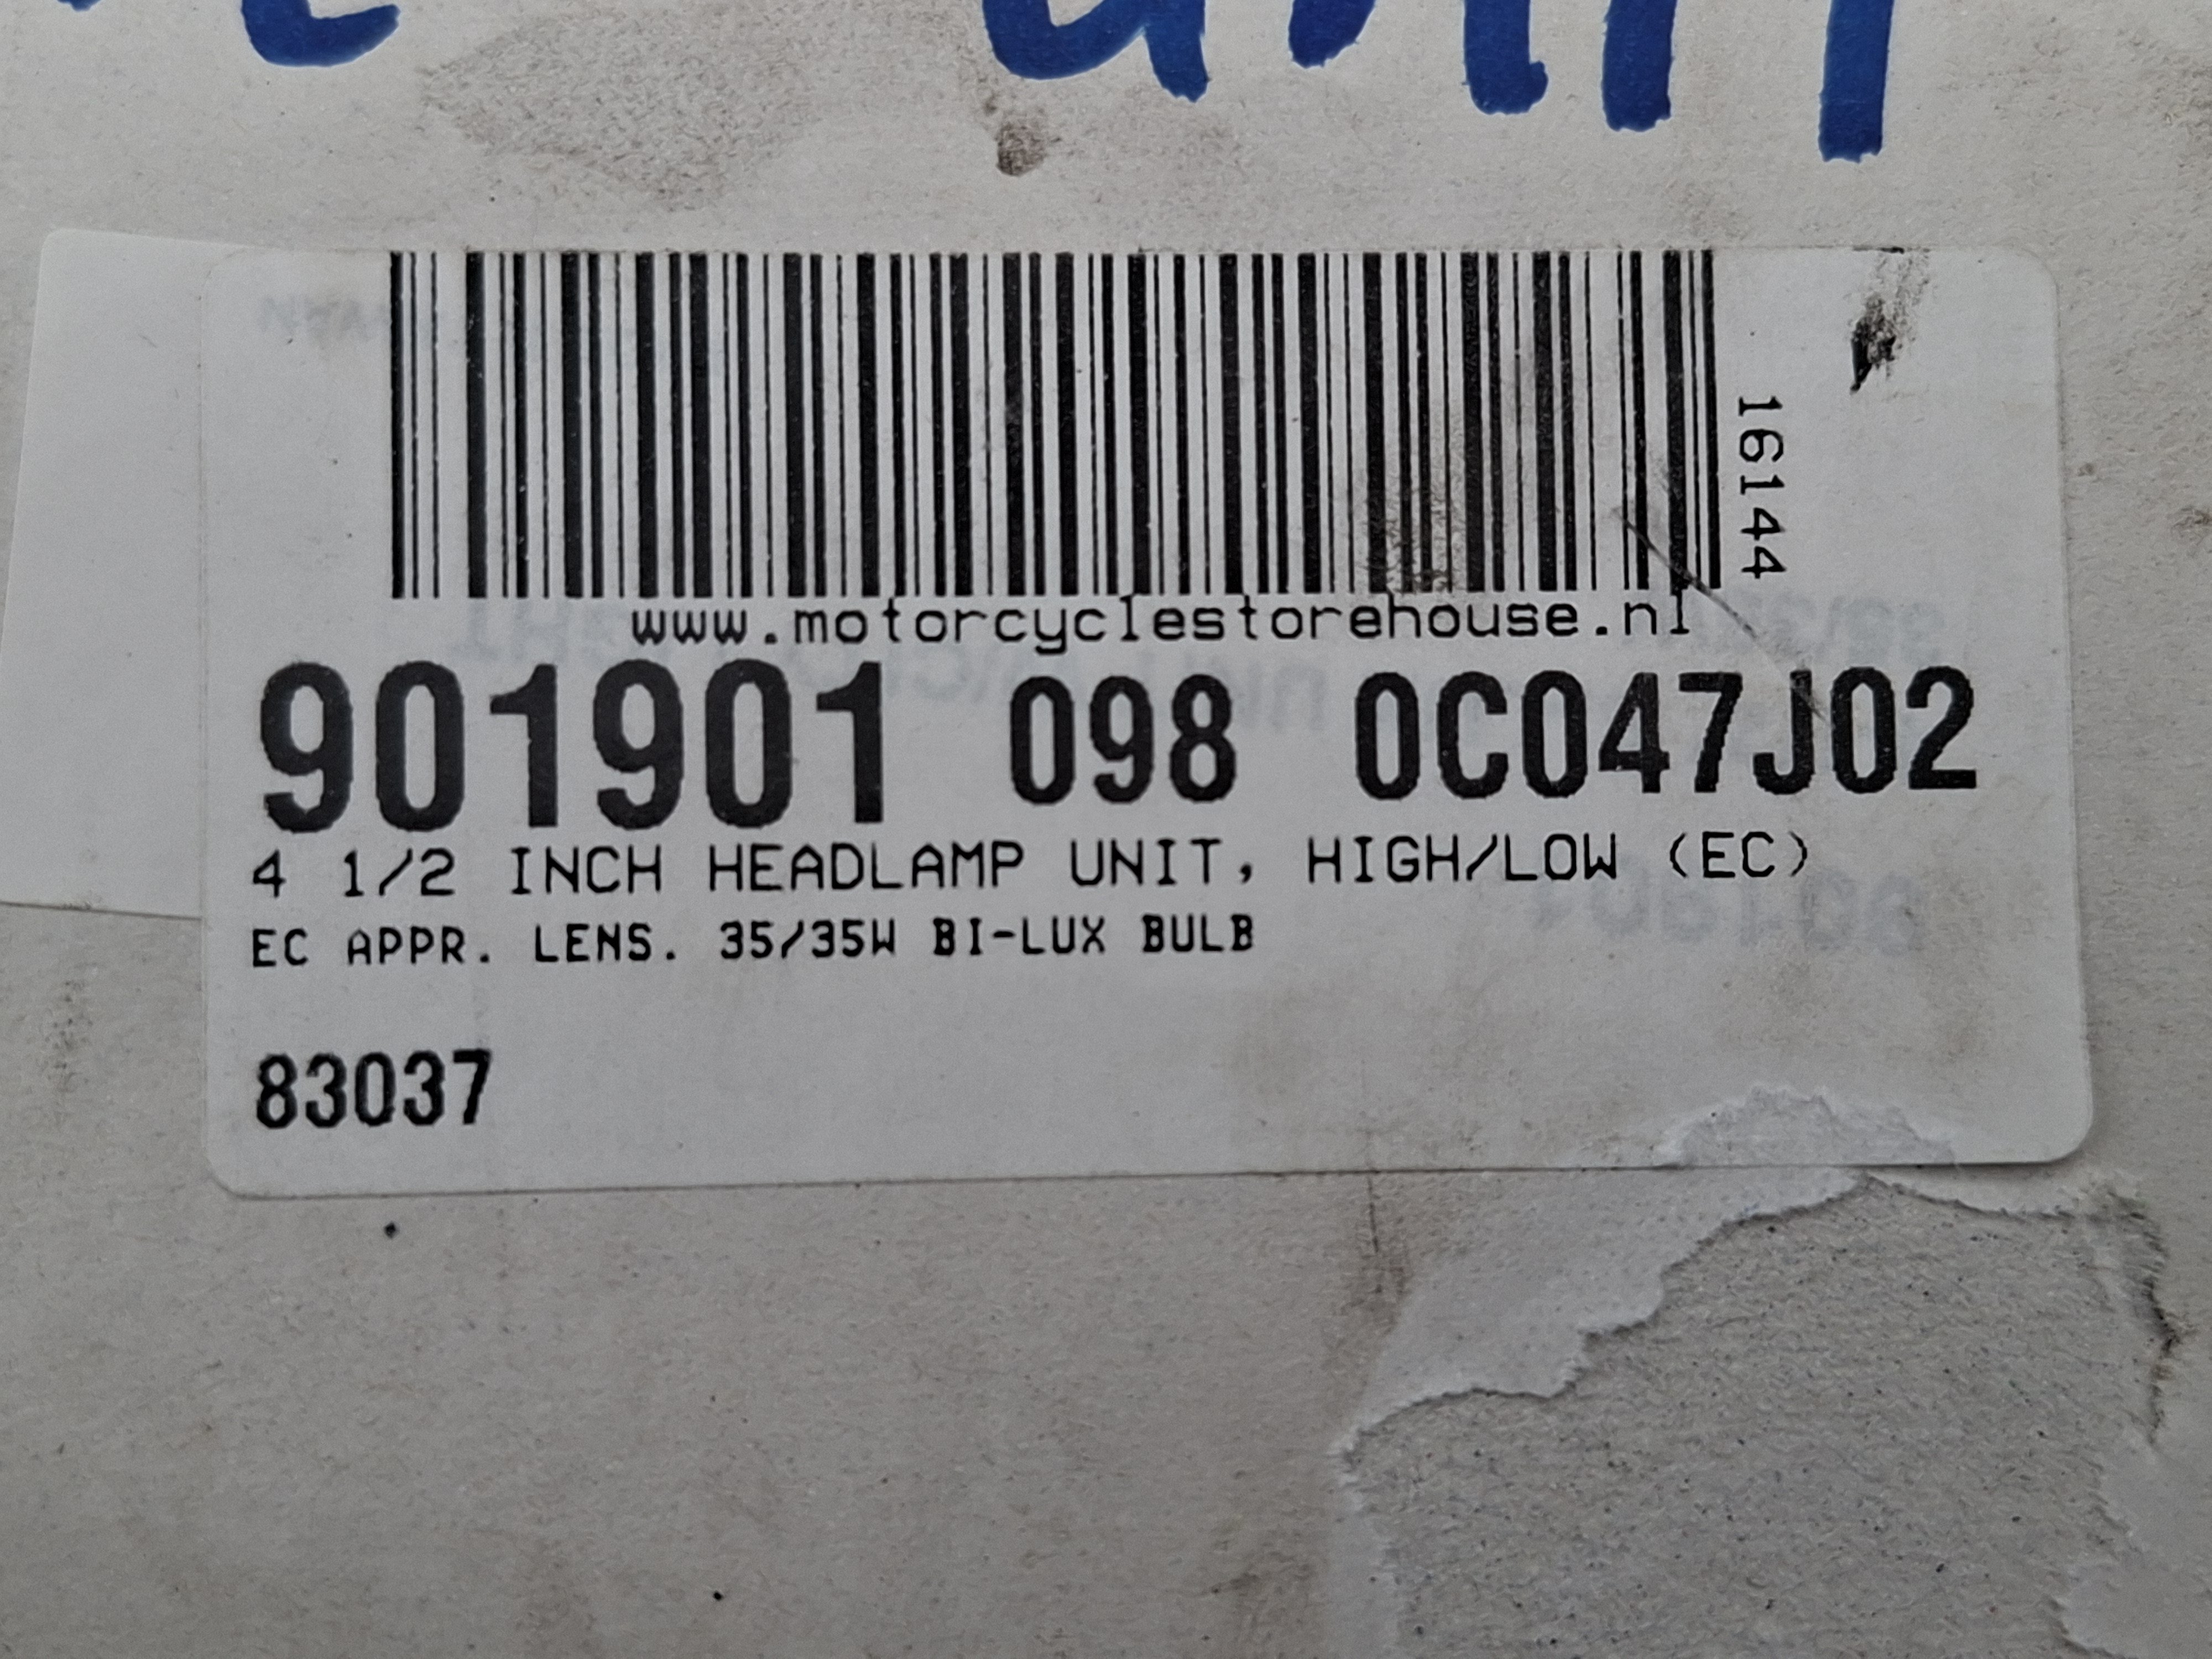 unit
16144
www.motorcyclestorehouse.nl
901901 098 0C047J02
4 1/2 INCH HEADLAMP UNIT, HIGH/LOW (EC)
EC APPR. LENS. 35/35W BI-LUX BULB
83037